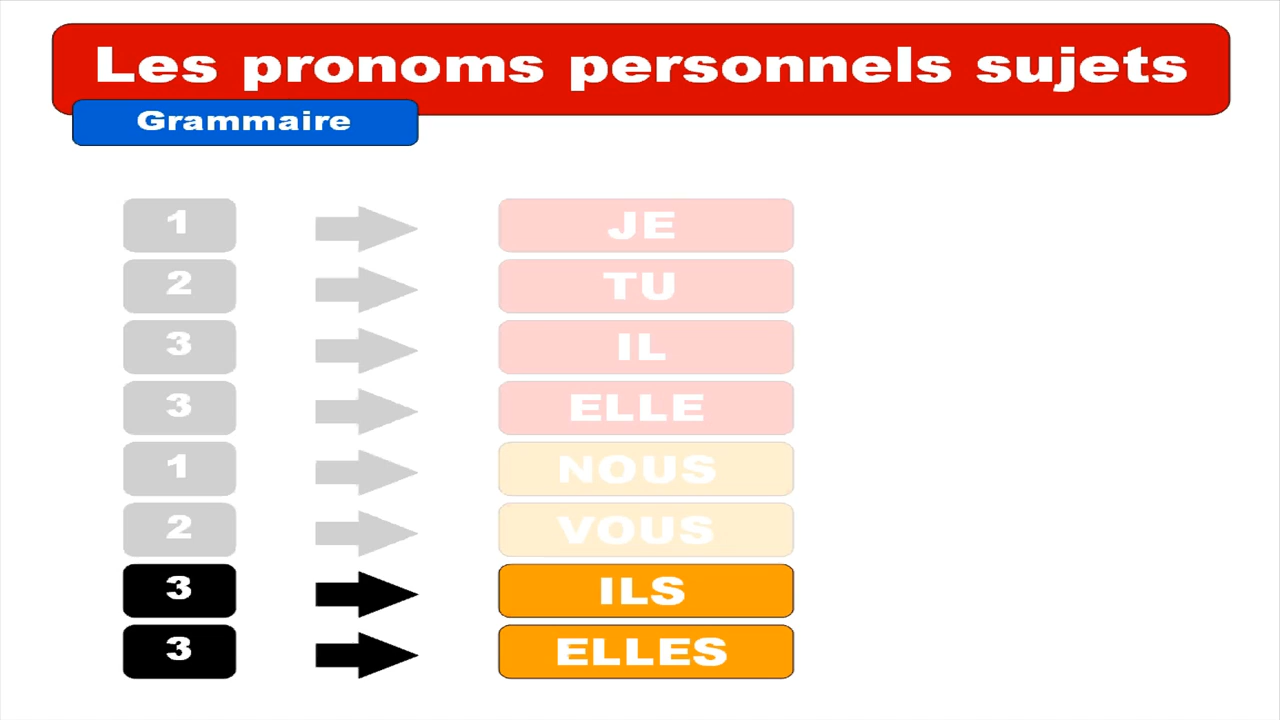 Les pronoms personnels sujets
Grammaire
1 JE
2 TU
3 IL
3 ELLE
1 NOUS
2 VOUS
3 ILS
3 ELLES